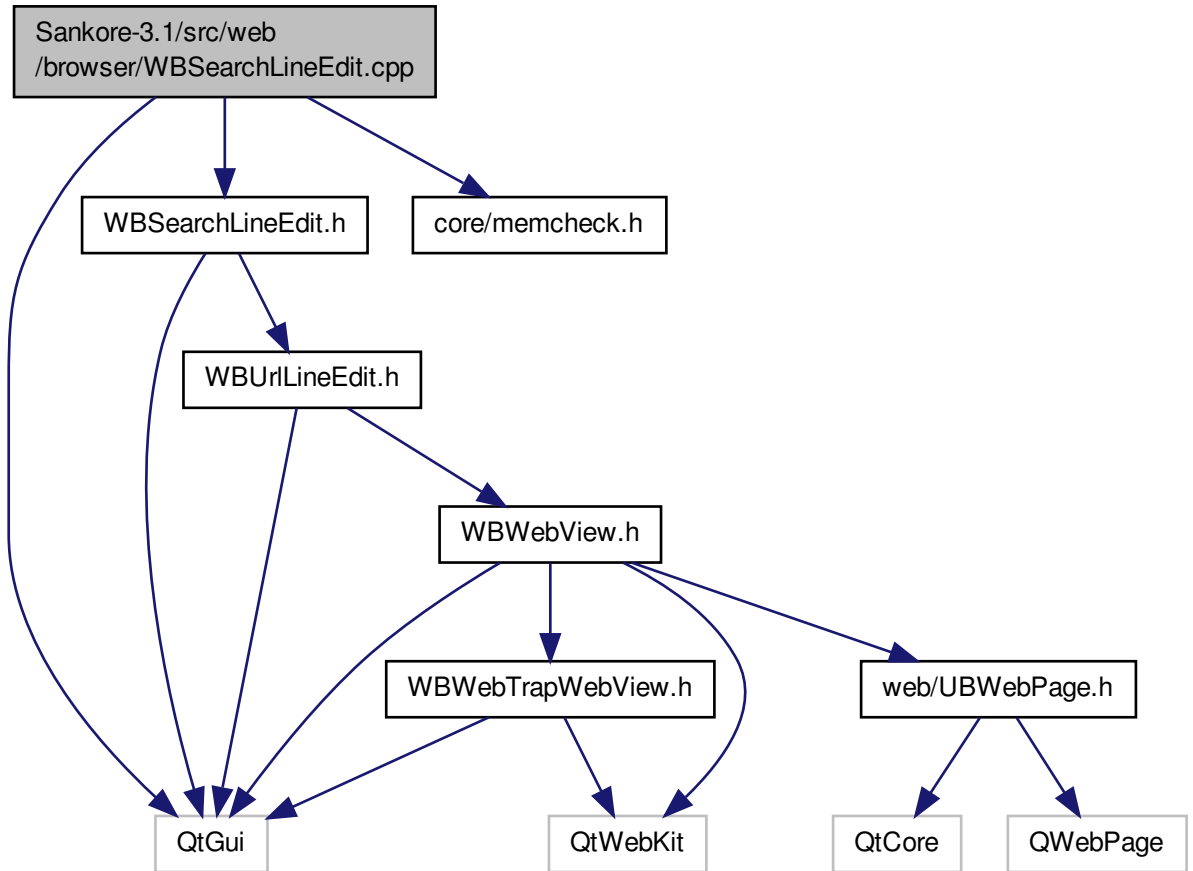 Sankore-3.1/src/web
/browser/WBSearchLineEdit.cpp
WBSearchLineEdit.h
core/memcheck.h
WBUrlLineEdit.h
WBWebView.h
WBWebTrapWebView.h
web/UBWebPage.h
QtGui
QtWebKit
QtCore
QWebPage